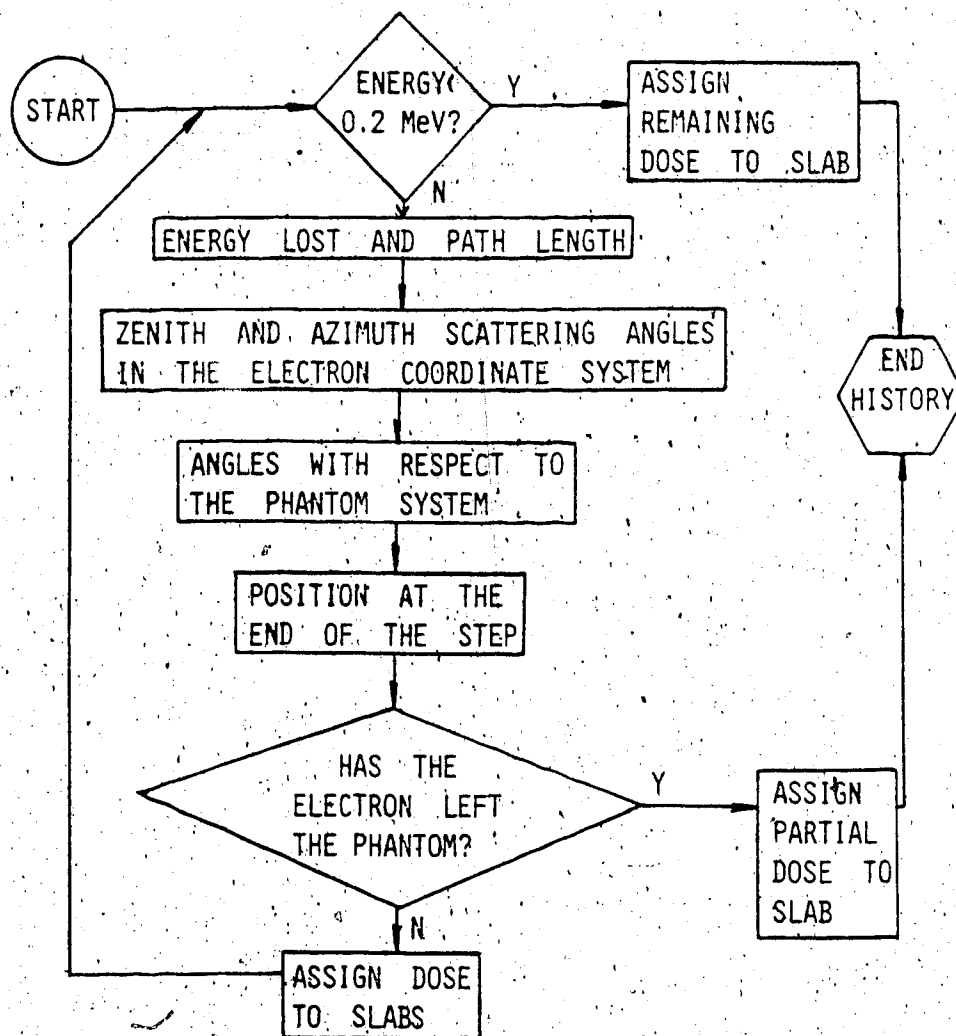 START
ENERGY<
0.2 MeV?
Y
ASSIGN
REMAINING
DOSE TO SLAB
N
ENERGY LOST AND PATH LENGTH
ZENITH AND AZIMUTH SCATTERING ANGLES
IN THE ELECTRON COORDINATE SYSTEM
END
HISTORY
ANGLES WITH RESPECT TO
THE PHANTOM SYSTEM
POSITION AT THE
END OF THE STEP
HAS THE
ELECTRON LEFT
THE PHANTOM?
Y
ASSIGN
PARTIAL
DOSE TO
SLAB
N
ASSIGN DOSE
TO SLABS